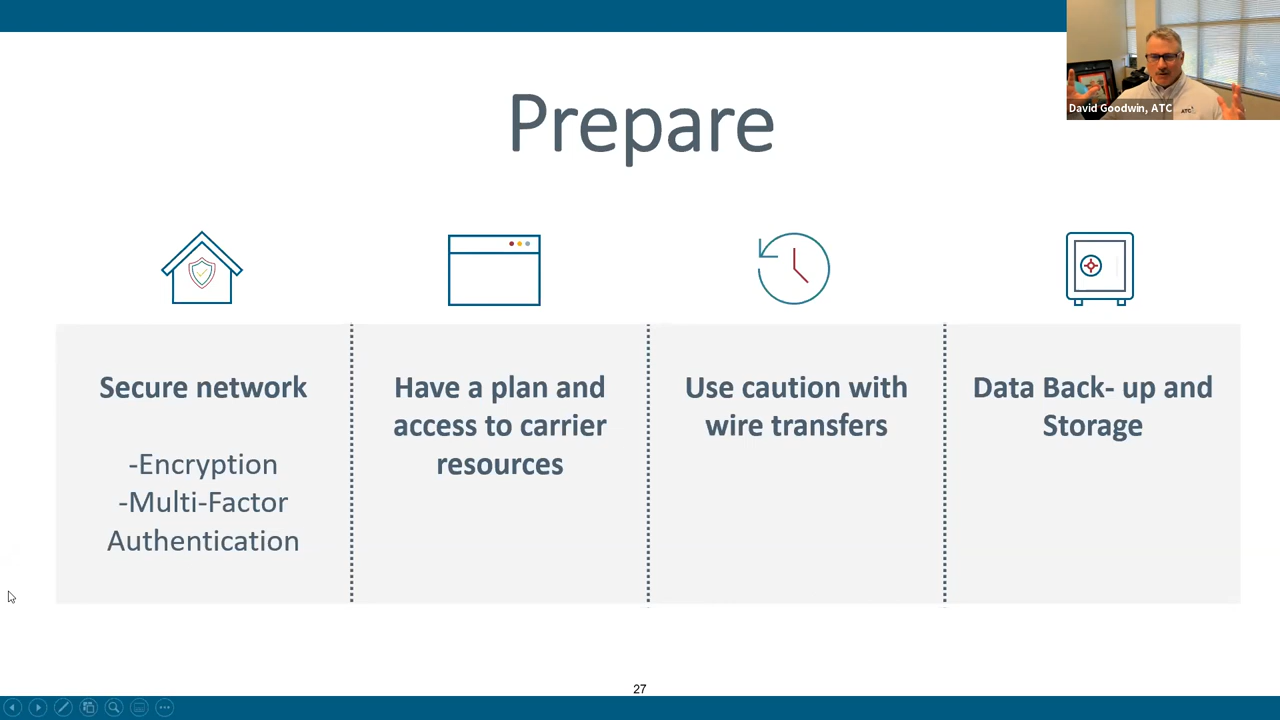 David Goodwin, ATC
ATC
Prepare
Secure network
-Encryption
-Multi-Factor
Authentication
Have a plan and
access to carrier
resources
Use caution with
wire transfers
Data Back- up and
Storage
27